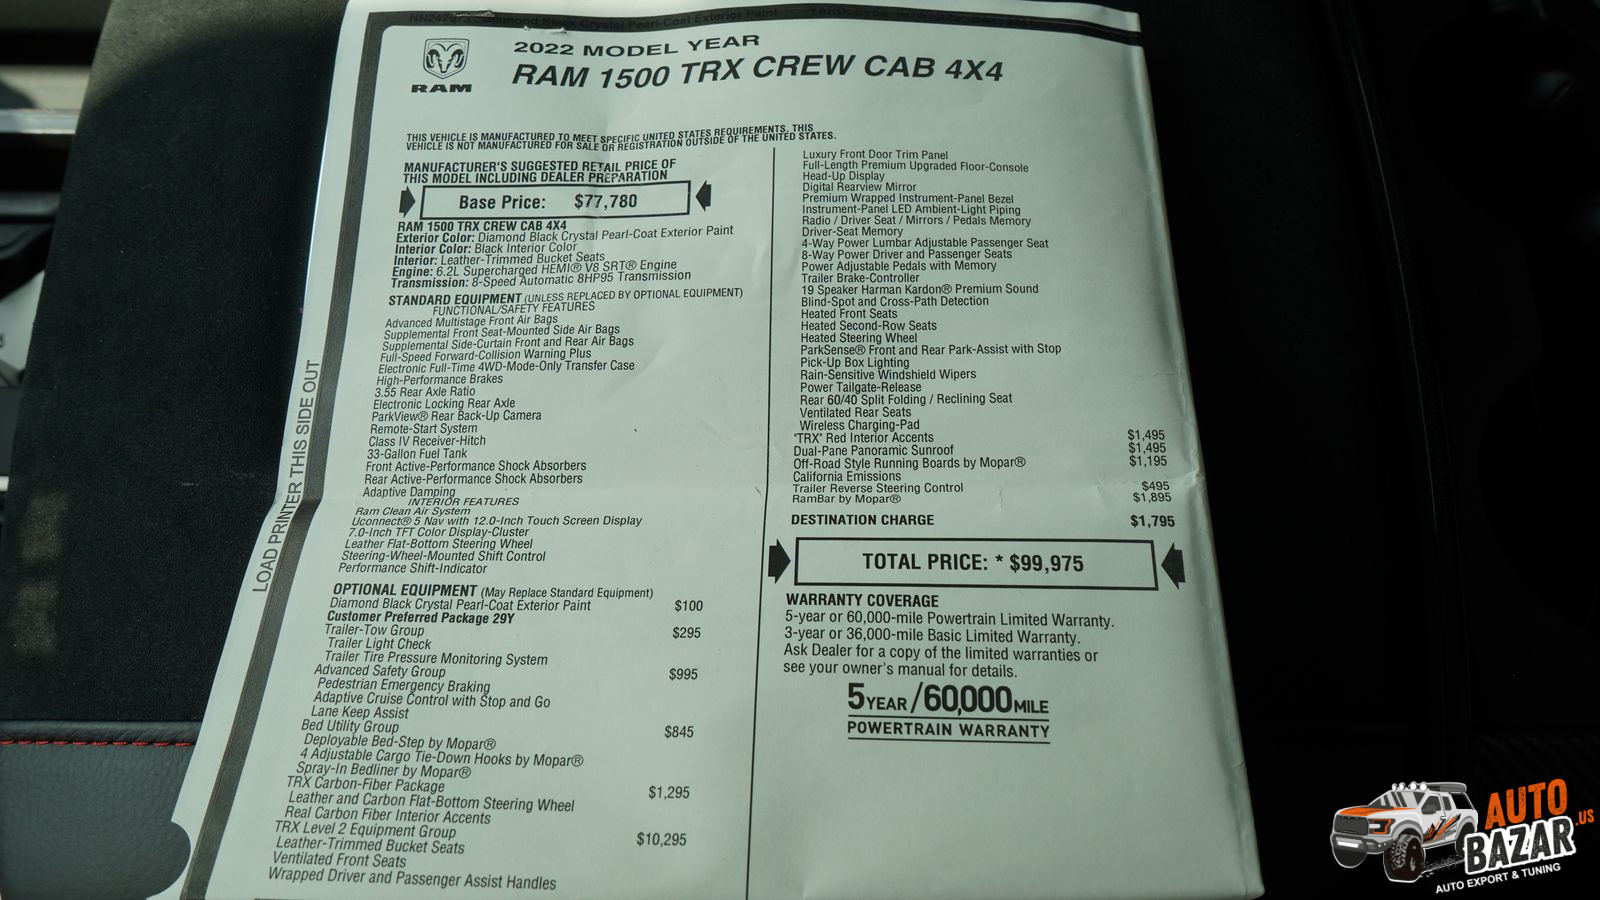 NN247973 Diamond Black Crystal Pearl-Coat Exterior Paint
RAM
2022 MODEL YEAR
RAM 1500 TRX CREW CAB 4X4
THIS VEHICLE IS MANUFACTURED TO MEET SPECIFIC UNITED STATES REQUIREMENTS. THIS
VEHICLE IS NOT MANUFACTURED FOR SALE OR REGISTRATION OUTSIDE OF THE UNITED STATES.
MANUFACTURER'S SUGGESTED RETAIL PRICE OF
THIS MODEL INCLUDING DEALER PREPARATION
Base Price: $77,780
RAM 1500 TRX CREW CAB 4X4
Exterior Color: Diamond Black Crystal Pearl-Coat Exterior Paint
Interior Color: Black Interior Color
Interior: Leather-Trimmed Bucket Seats
Engine: 6.2L Supercharged HEMI® V8 SRT® Engine
Transmission: 8-Speed Automatic 8HP95 Transmission
STANDARD EQUIPMENT (UNLESS REPLACED BY OPTIONAL EQUIPMENT)
FUNCTIONAL/SAFETY FEATURES
Advanced Multistage Front Air Bags
Supplemental Front Seat-Mounted Side Air Bags
Supplemental Side-Curtain Front and Rear Air Bags
Full-Speed Forward-Collision Warning Plus
Electronic Full-Time 4WD-Mode-Only Transfer Case
High-Performance Brakes
3.55 Rear Axle Ratio
Electronic Locking Rear Axle
ParkView® Rear Back-Up Camera
Remote-Start System
Class IV Receiver-Hitch
33-Gallon Fuel Tank
Front Active-Performance Shock Absorbers
Rear Active-Performance Shock Absorbers
Adaptive Damping
INTERIOR FEATURES
Ram Clean Air System
Uconnect® 5 Nav with 12.0-Inch Touch Screen Display
7.0-Inch TFT Color Display-Cluster
Leather Flat-Bottom Steering Wheel
Steering-Wheel-Mounted Shift Control
Performance Shift-Indicator
OPTIONAL EQUIPMENT (May Replace Standard Equipment)
Diamond Black Crystal Pearl-Coat Exterior Paint $100
Customer Preferred Package 29Y
Trailer-Tow Group $295
Trailer Light Check
Trailer Tire Pressure Monitoring System
Advanced Safety Group $995
Pedestrian Emergency Braking
Adaptive Cruise Control with Stop and Go
Lane Keep Assist
Bed Utility Group $845
Deployable Bed-Step by Mopar®
4 Adjustable Cargo Tie-Down Hooks by Mopar®
Spray-In Bedliner by Mopar®
TRX Carbon-Fiber Package $1,295
Leather and Carbon Flat-Bottom Steering Wheel
Real Carbon Fiber Interior Accents
TRX Level 2 Equipment Group $10,295
Leather-Trimmed Bucket Seats
Ventilated Front Seats
Wrapped Driver and Passenger Assist Handles
LOAD PRINTER THIS SIDE OUT
Luxury Front Door Trim Panel
Full-Length Premium Upgraded Floor-Console
Head-Up Display
Digital Rearview Mirror
Premium Wrapped Instrument-Panel Bezel
Instrument-Panel LED Ambient-Light Piping
Radio / Driver Seat / Mirrors / Pedals Memory
Driver-Seat Memory
4-Way Power Lumbar Adjustable Passenger Seat
8-Way Power Driver and Passenger Seats
Power Adjustable Pedals with Memory
Trailer Brake-Controller
19 Speaker Harman Kardon® Premium Sound
Blind-Spot and Cross-Path Detection
Heated Front Seats
Heated Second-Row Seats
Heated Steering Wheel
ParkSense® Front and Rear Park-Assist with Stop
Pick-Up Box Lighting
Rain-Sensitive Windshield Wipers
Power Tailgate-Release
Rear 60/40 Split Folding / Reclining Seat
Ventilated Rear Seats
Wireless Charging-Pad
"TRX" Red Interior Accents $1,495
Dual-Pane Panoramic Sunroof $1,495
Off-Road Style Running Boards by Mopar® $1,195
California Emissions
Trailer Reverse Steering Control $495
RamBar by Mopar® $1,895
DESTINATION CHARGE $1,795
TOTAL PRICE: * $99,975
WARRANTY COVERAGE
5-year or 60,000-mile Powertrain Limited Warranty.
3-year or 36,000-mile Basic Limited Warranty.
Ask Dealer for a copy of the limited warranties or
see your owner's manual for details.
5 YEAR / 60,000 MILE
POWERTRAIN WARRANTY
AUTO
BAZAR.US
AUTO EXPORT & TUNING